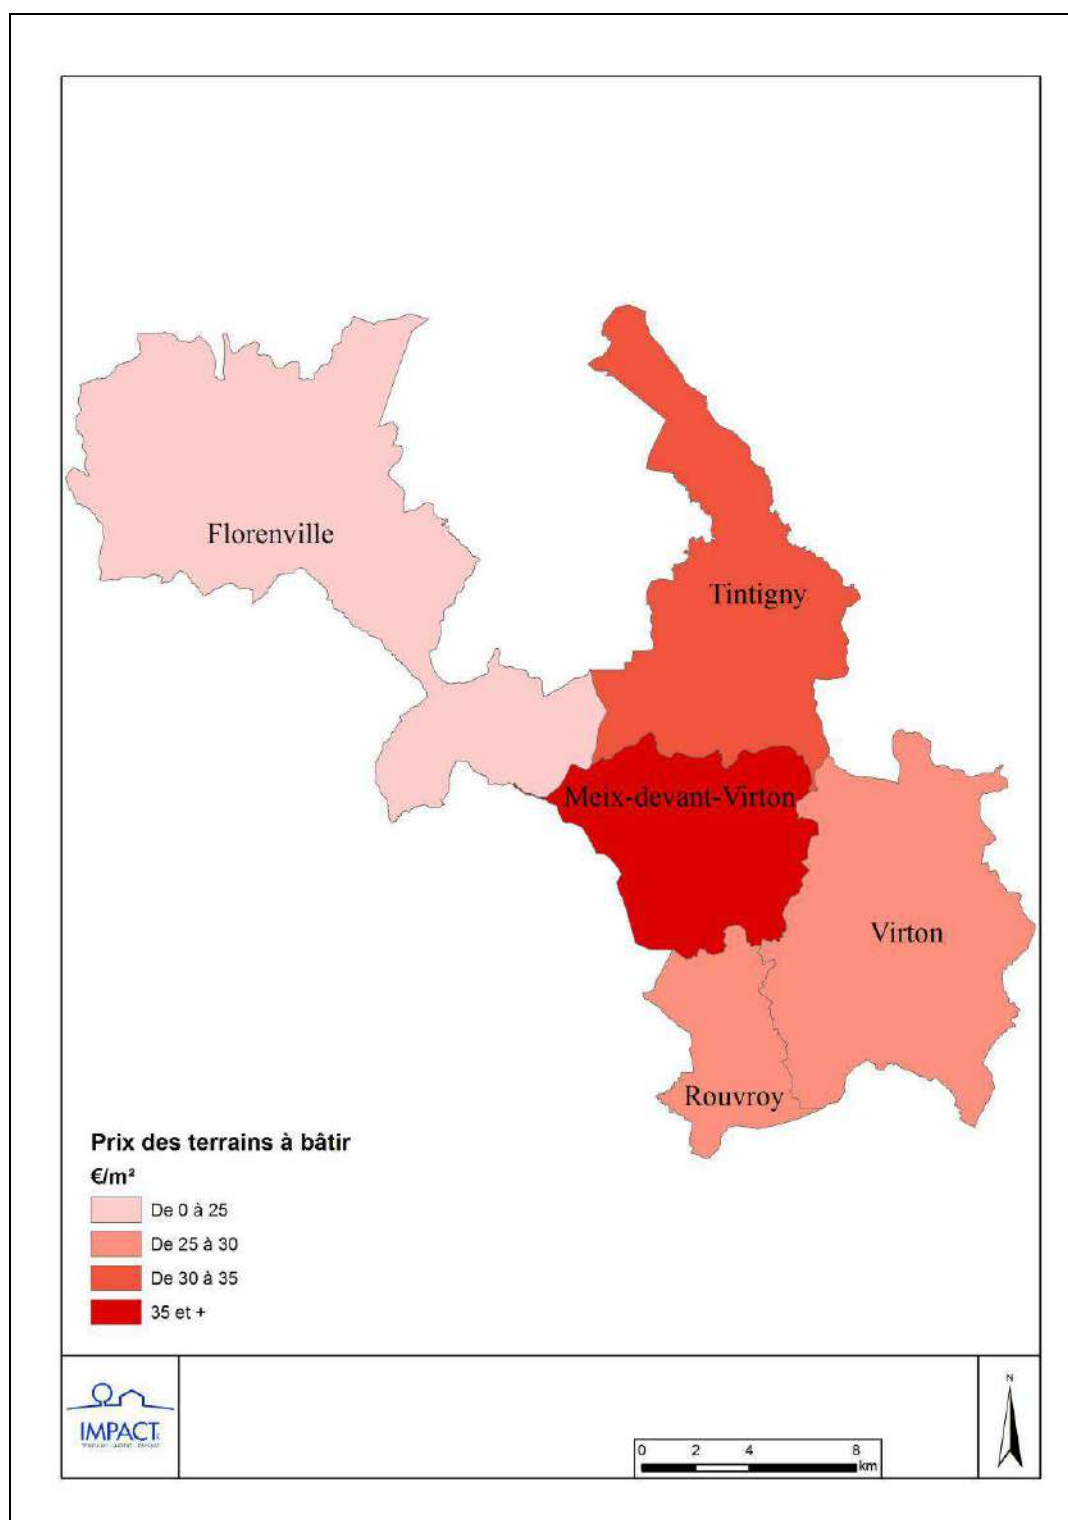 Florenville
Tintigny
Meix-devant-Virton
Virton
Rouvroy
Prix des terrains à bâtir
€/m²
De 0 à 25
De 25 à 30
De 30 à 35
35 et +
IMPACT
N
0 2 4 8
km